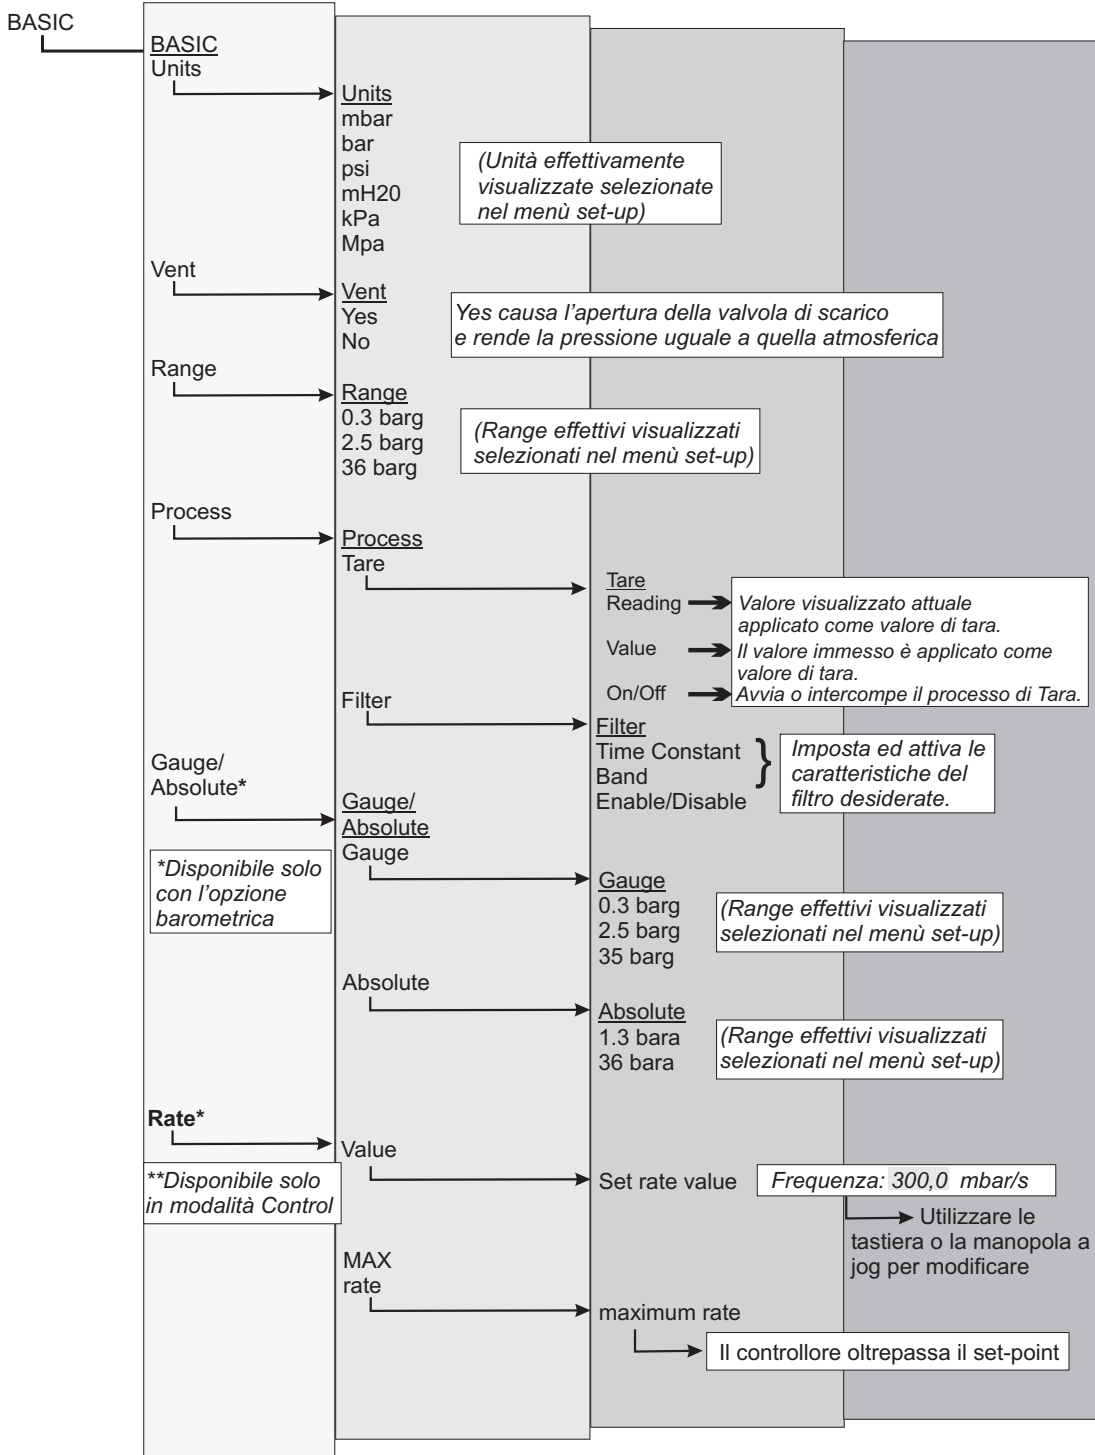 BASIC
BASIC
Units
Units
mbar
bar
psi
mH20
kPa
Mpa
(Unità effettivamente
visualizzate selezionate
nel menù set-up)
Vent
Vent
Yes
No
Yes causa l'apertura della valvola di scarico
e rende la pressione uguale a quella atmosferica
Range
Range
0.3 barg
2.5 barg
36 barg
(Range effettivi visualizzati
selezionati nel menù set-up)
Process
Process
Tare
Tare
Reading
Valore visualizzato attuale
applicato come valore di tara.
Value
Il valore immesso è applicato come
valore di tara.
On/Off
Avvia o intercompe il processo di Tara.
Filter
Filter
Time Constant
Band
Enable/Disable
}
Imposta ed attiva le
caratteristiche del
filtro desiderate.
Gauge/
Absolute*
*Disponibile solo
con l'opzione
barometrica
Gauge/
Absolute
Gauge
Gauge
0.3 barg
2.5 barg
35 barg
(Range effettivi visualizzati
selezionati nel menù set-up)
Absolute
Absolute
1.3 bara
36 bara
(Range effettivi visualizzati
selezionati nel menù set-up)
Rate*
**Disponibile solo
in modalità Control
Value
Set rate value
Frequenza: 300,0 mbar/s
Utilizzare le
tastiera o la manopola a
jog per modificare
MAX
rate
maximum rate
Il controllore oltrepassa il set-point